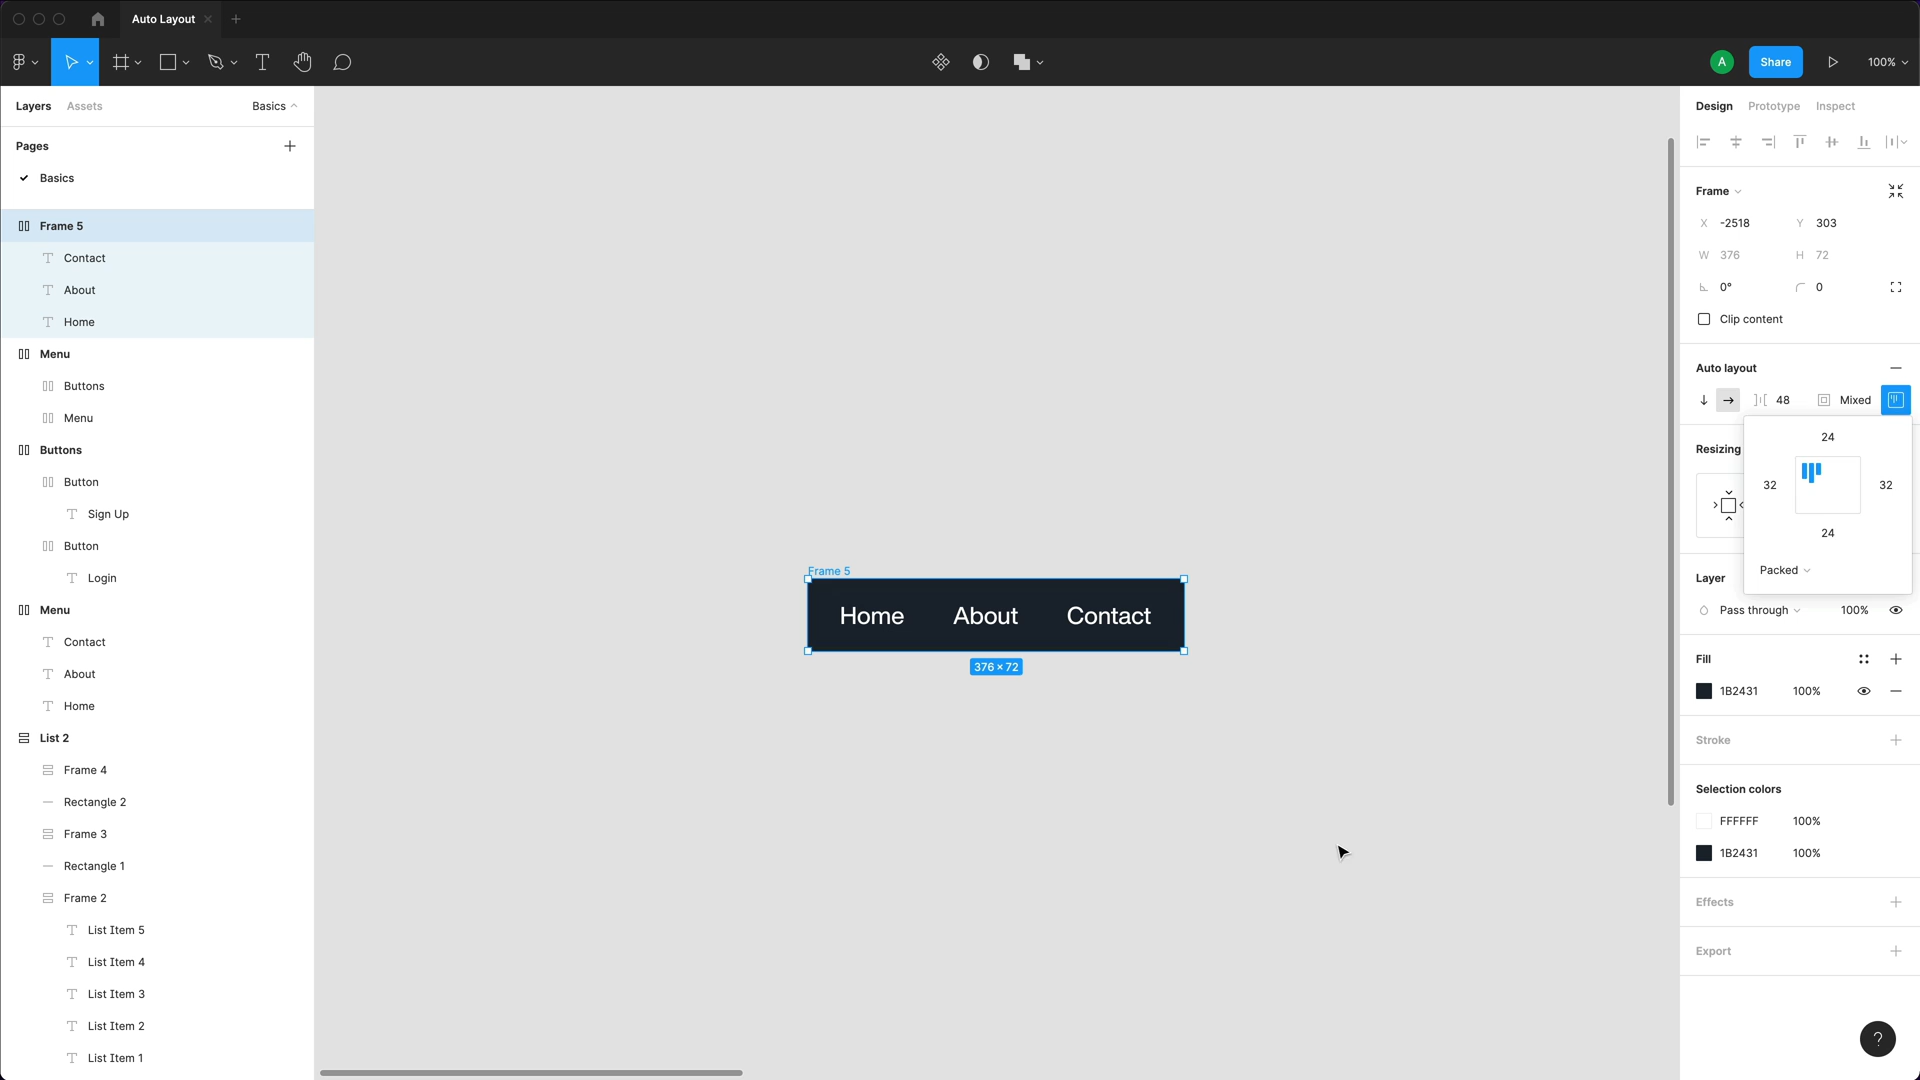 Auto Layout
A
Share
100%
Layers
Assets
Basics
Pages
Basics
Frame 5
Contact
About
Home
Menu
Buttons
Menu
Buttons
Button
Sign Up
Button
Login
Menu
Contact
About
Home
List 2
Frame 4
Rectangle 2
Frame 3
Rectangle 1
Frame 2
List Item 5
List Item 4
List Item 3
List Item 2
List Item 1
Frame 5
Home About Contact
376 × 72
Design Prototype Inspect
Frame
X -2518 Y 303
W 376 H 72
0° 0
Clip content
Auto layout
48 Mixed
24
Resizing
32 32
24
Packed
Layer
Pass through 100%
Fill
1B2431 100%
Stroke
Selection colors
FFFFFF 100%
1B2431 100%
Effects
Export
?